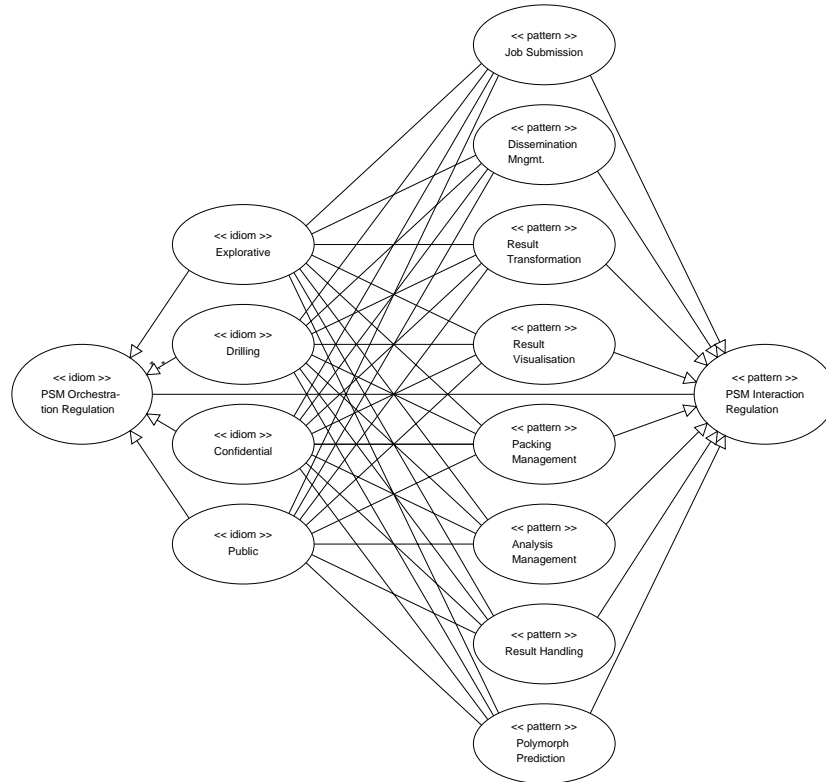 << pattern >>
Job Submission
<< pattern >>
Dissemination
Mngmt.
<< idiom >>
Explorative
<< pattern >>
Result
Transformation
<< idiom >>
Drilling
<< pattern >>
Result
Visualisation
<< idiom >>
PSM Orchestra-
tion Regulation
<< pattern >>
PSM Interaction
Regulation
<< idiom >>
Confidential
<< pattern >>
Packing
Management
<< idiom >>
Public
<< pattern >>
Analysis
Management
<< pattern >>
Result Handling
<< pattern >>
Polymorph
Prediction